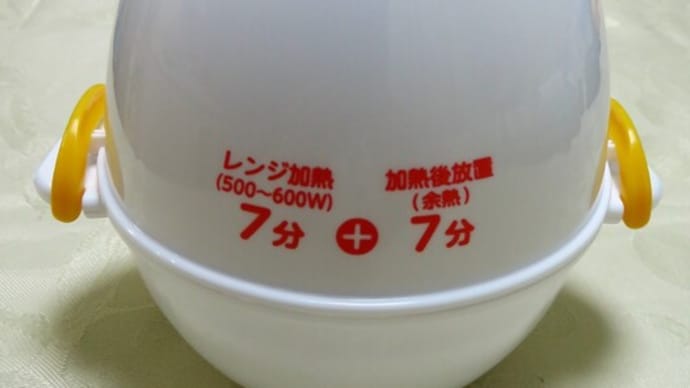 レンジ加熱
(500～600W)
7分
+
加熱後放置
(余熱)
7分